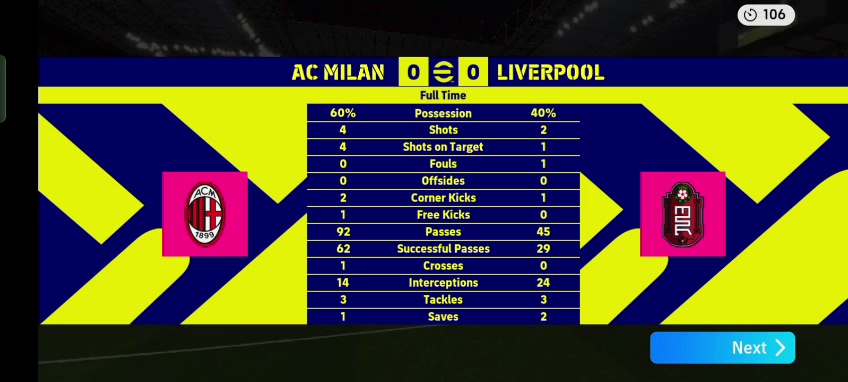 106
AC MILAN 0 0 LIVERPOOL
Full Time
60% Possession 40%
4 Shots 2
4 Shots on Target 1
0 Fouls 1
0 Offsides 0
2 Corner Kicks 1
1 Free Kicks 0
92 Passes 45
62 Successful Passes 29
1 Crosses 0
14 Interceptions 24
3 Tackles 3
1 Saves 2
ACM
1899
Next